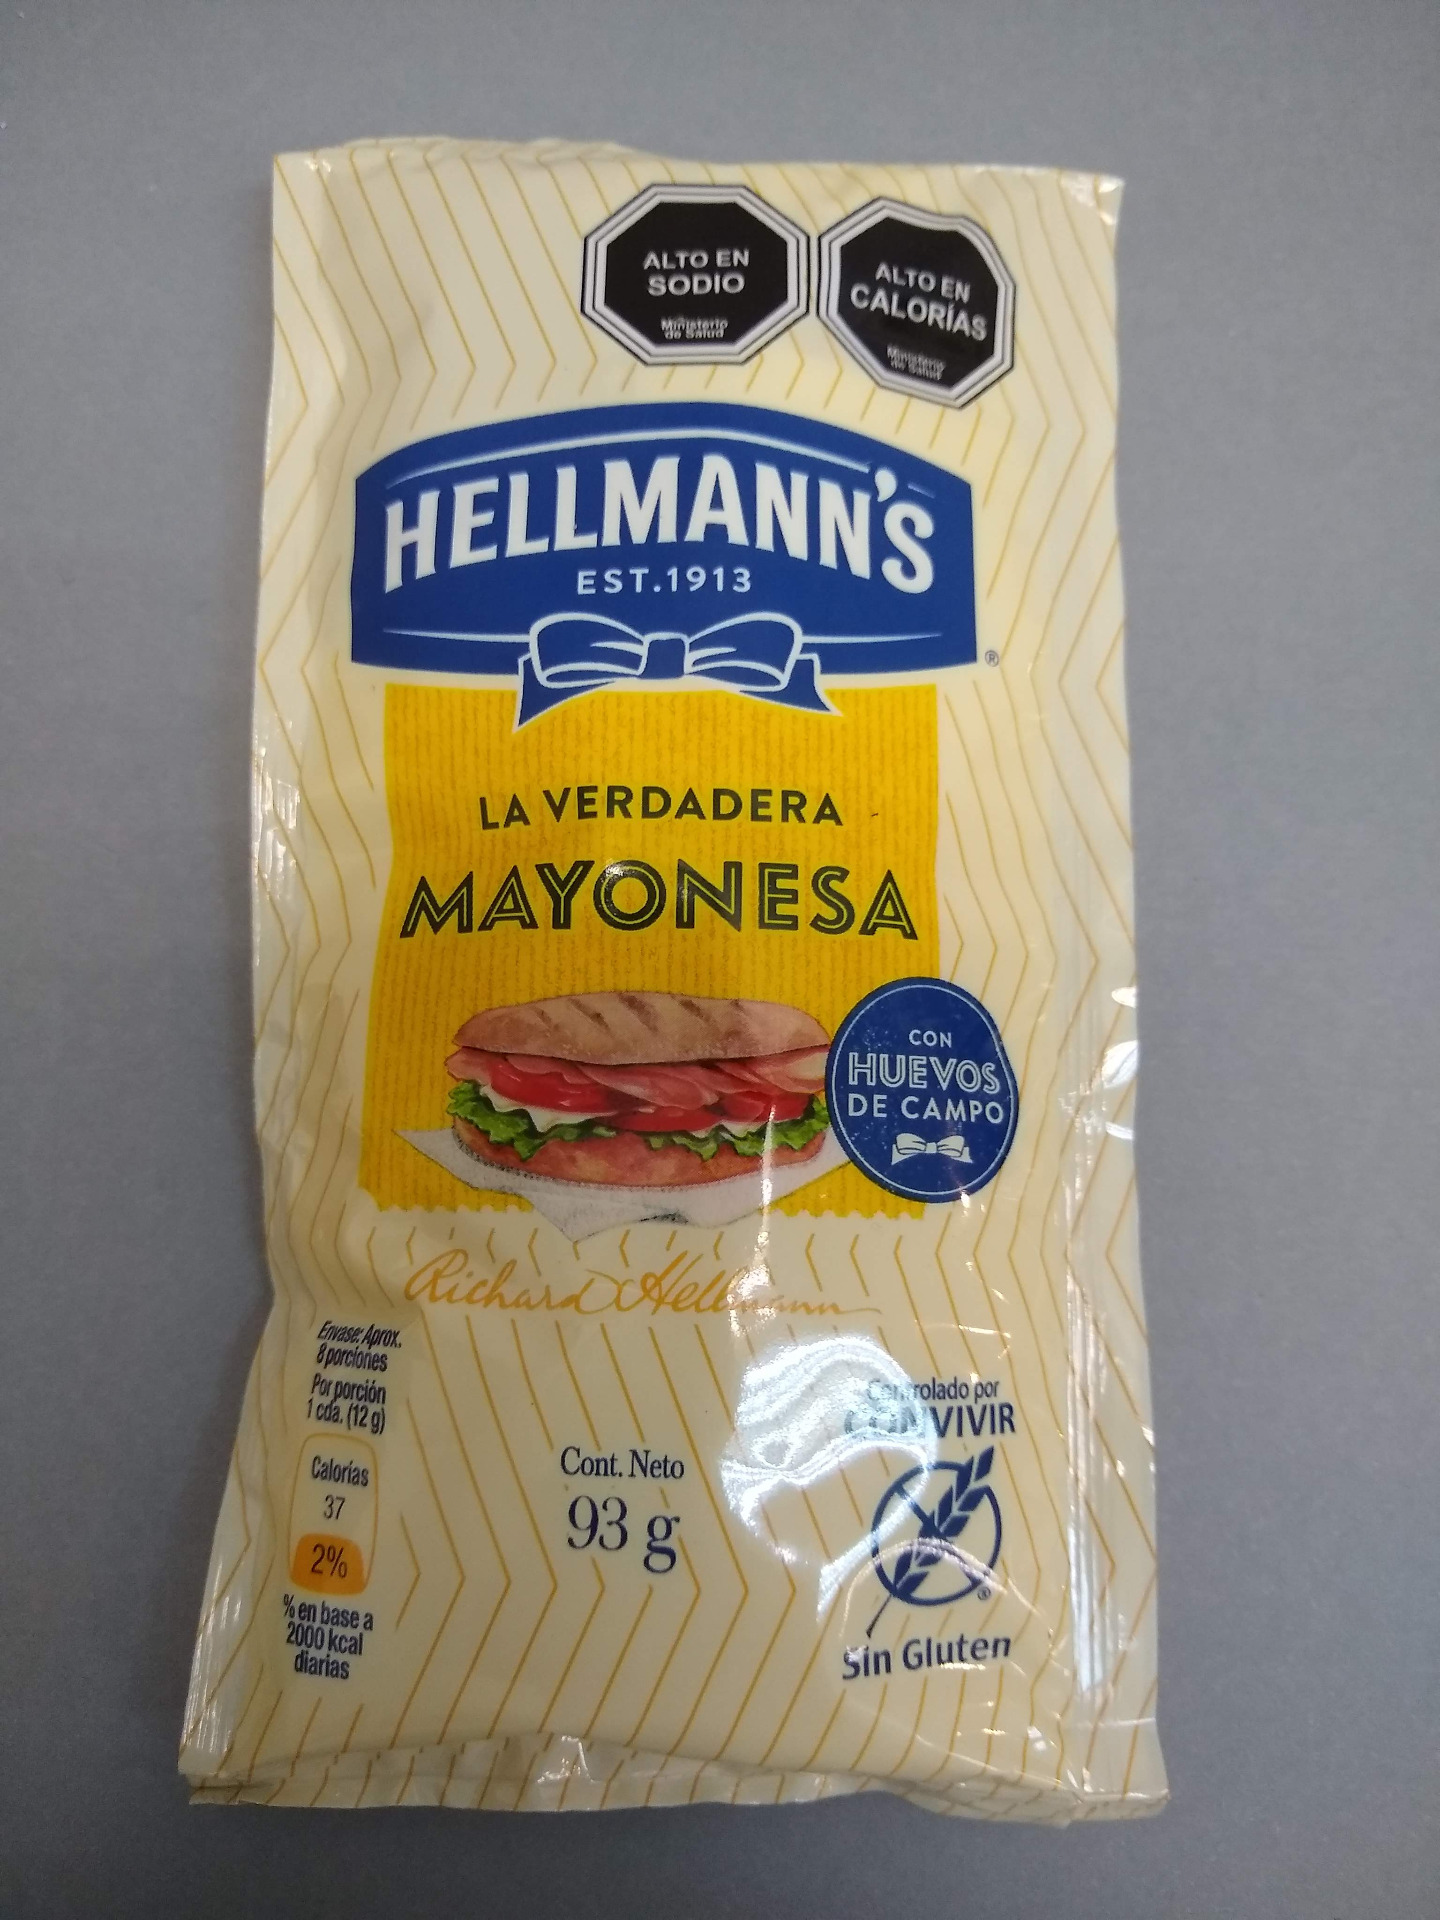 ALTO EN
SODIO
Ministerio
de Salud
ALTO EN
CALORÍAS
Ministerio
de Salud
HELLMANN'S
EST.1913
®
LA VERDADERA
MAYONESA
CON
HUEVOS
DE CAMPO
Richard Hellmann
Envase: Aprox.
8 porciones
Por porción
1 cda. (12 g)
Calorías
37
2%
% en base a
2000 kcal
diarias
Cont. Neto
93 g
Controlado por
CONVIVIR
®
Sin Gluten